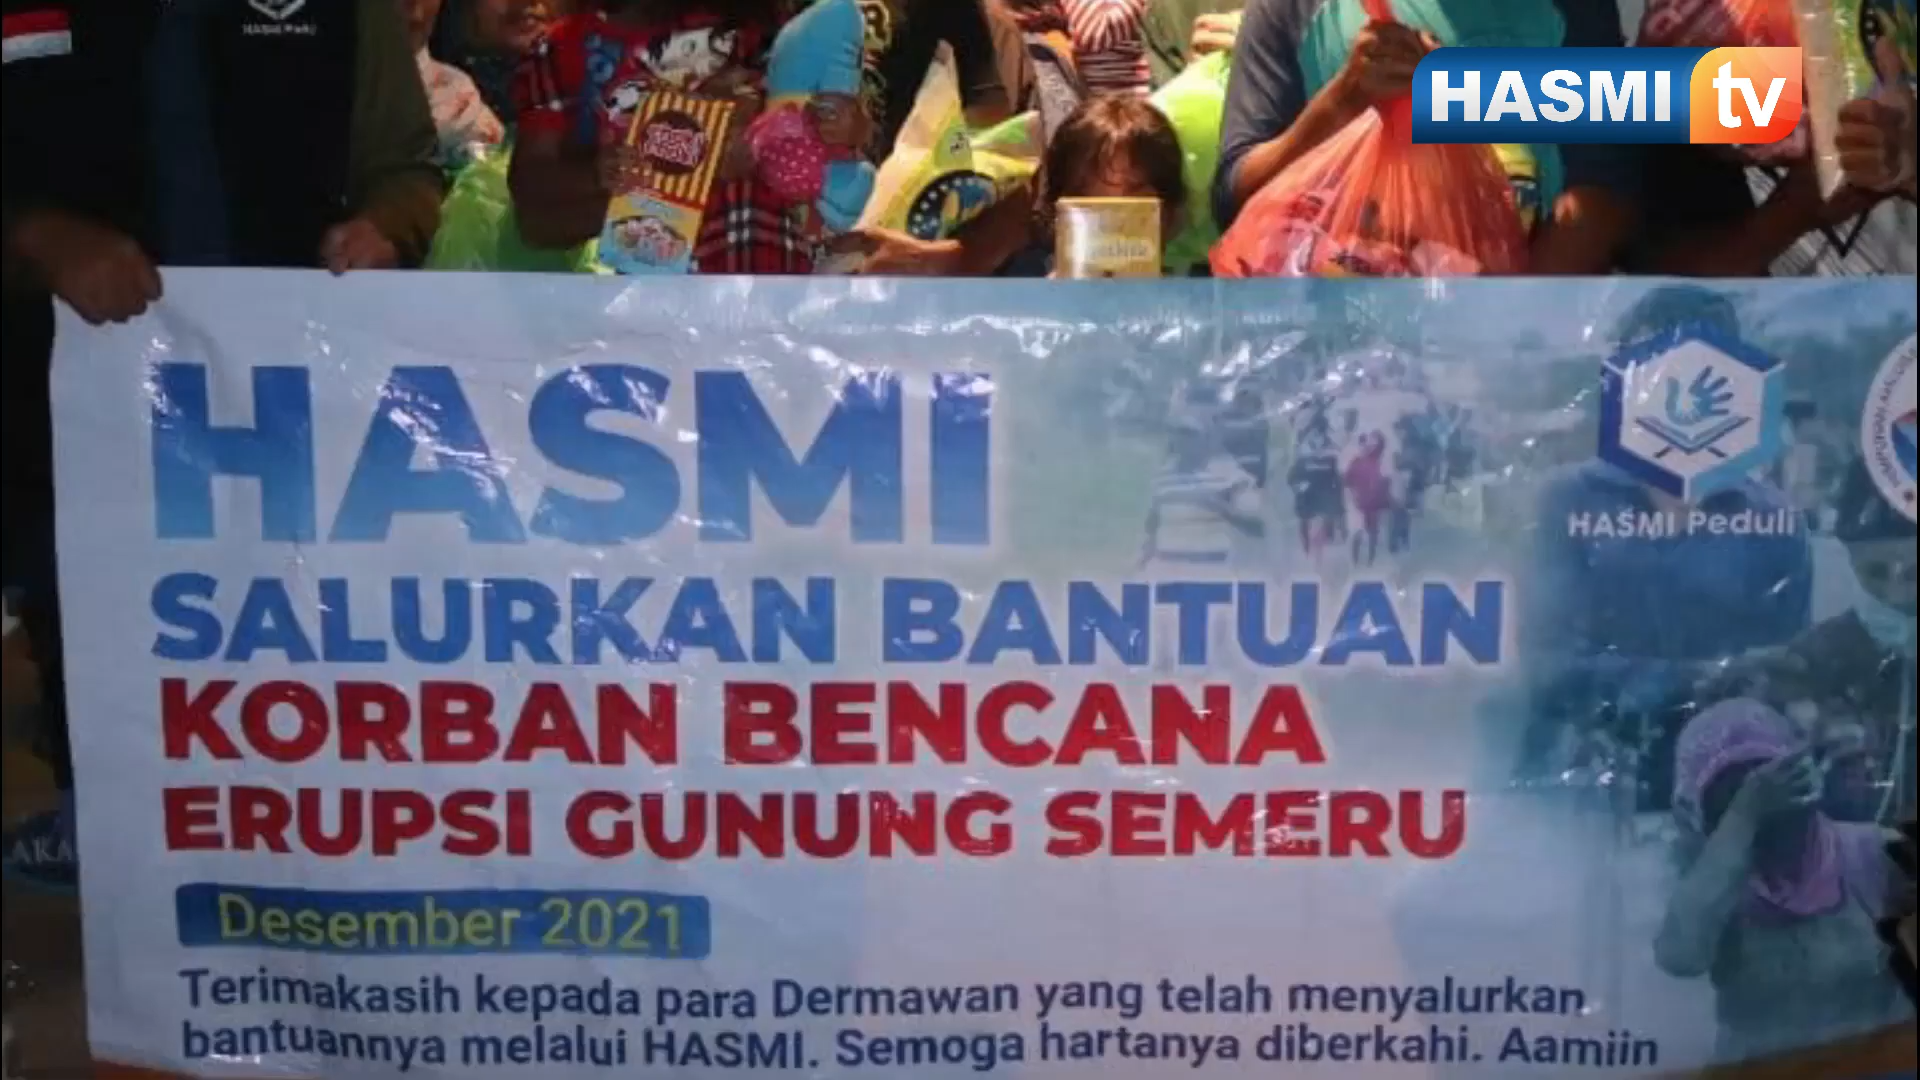 HASMI tv
HASMI
HASMI Peduli
SALURKAN BANTUAN
KORBAN BENCANA
ERUPSI GUNUNG SEMERU
Desember 2021
Terimakasih kepada para Dermawan yang telah menyalurkan
bantuannya melalui HASMI. Semoga hartanya diberkahi. Aamiin